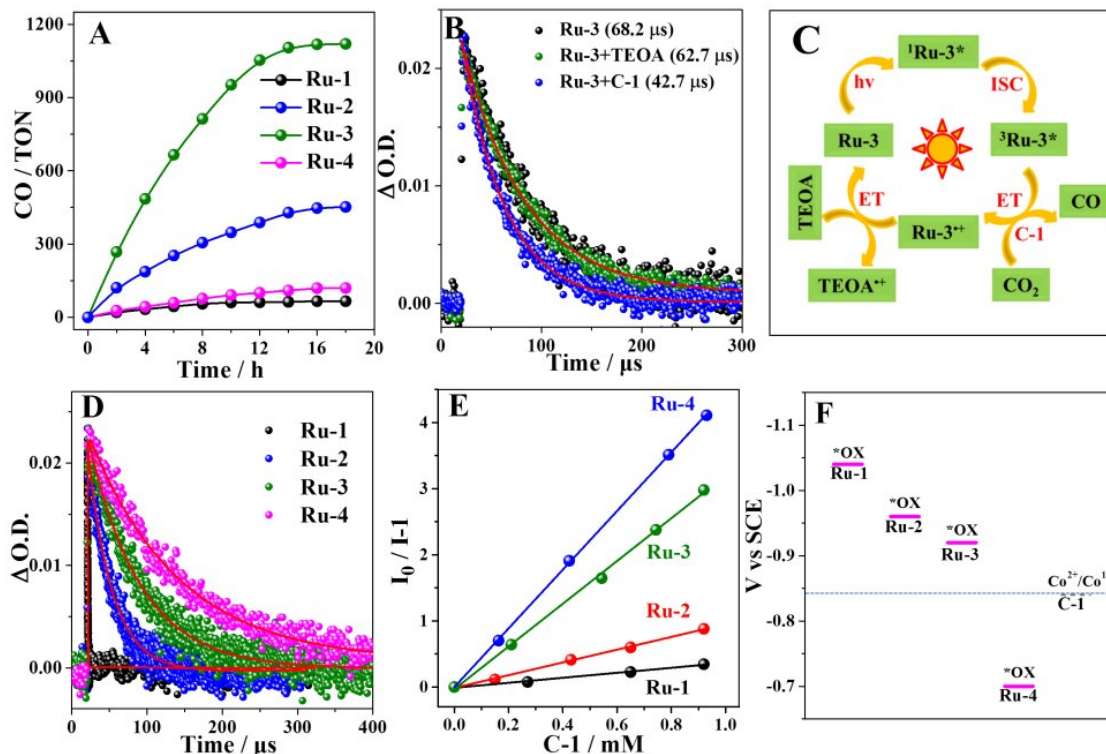 A
CO / TON
1200
900
600
300
0
Ru-1
Ru-2
Ru-3
Ru-4
0 4 8 12 16 20
Time / h
B
Δ O.D.
0.02
0.01
0.00
Ru-3 (68.2 μs)
Ru-3+TEOA (62.7 μs)
Ru-3+C-1 (42.7 μs)
0 100 200 300
Time / μs
C
¹Ru-3*
hν
ISC
Ru-3
³Ru-3*
TEOA
ET
ET
CO
Ru-3•+
C-1
TEOA•+
CO₂
D
Δ O.D.
0.02
0.01
0.00
Ru-1
Ru-2
Ru-3
Ru-4
0 100 200 300 400
Time / μs
E
I₀ / I-1
4
3
2
1
0
Ru-4
Ru-3
Ru-2
Ru-1
0.0 0.2 0.4 0.6 0.8 1.0
C-1 / mM
F
V vs SCE
-1.1
-1.0
-0.9
-0.8
-0.7
*OX
Ru-1
*OX
Ru-2
*OX
Ru-3
Co²⁺/Co¹
C-1
*OX
Ru-4